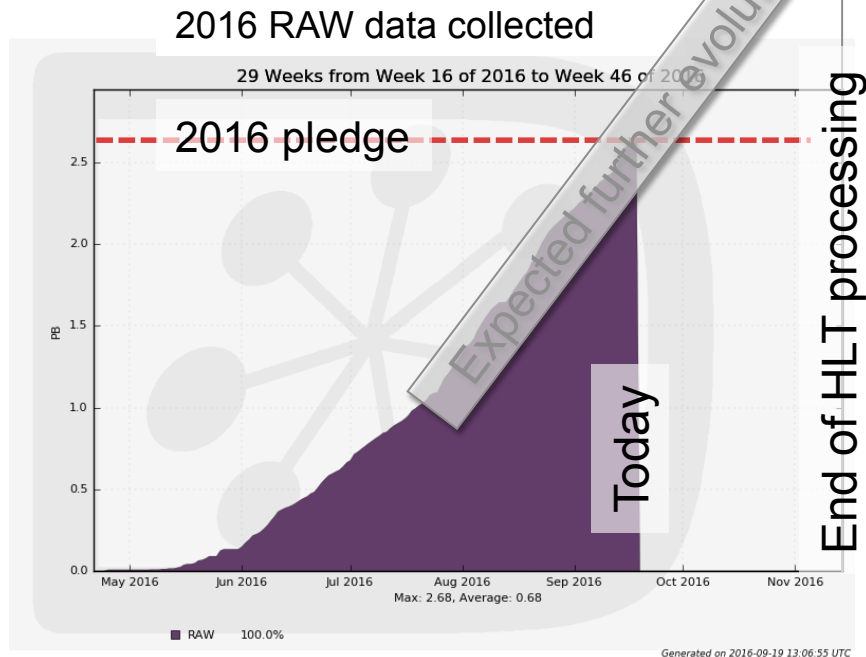 2016 RAW data collected
29 Weeks from Week 16 of 2016 to Week 46 of 2016
2016 pledge
Expected further evolu
End of HLT processing
Today
PB
2.5
2.0
1.5
1.0
0.5
0.0
May 2016 Jun 2016 Jul 2016 Aug 2016 Sep 2016 Oct 2016 Nov 2016
Max: 2.68, Average: 0.68
RAW 100.0%
Generated on 2016-09-19 13:06:55 UTC